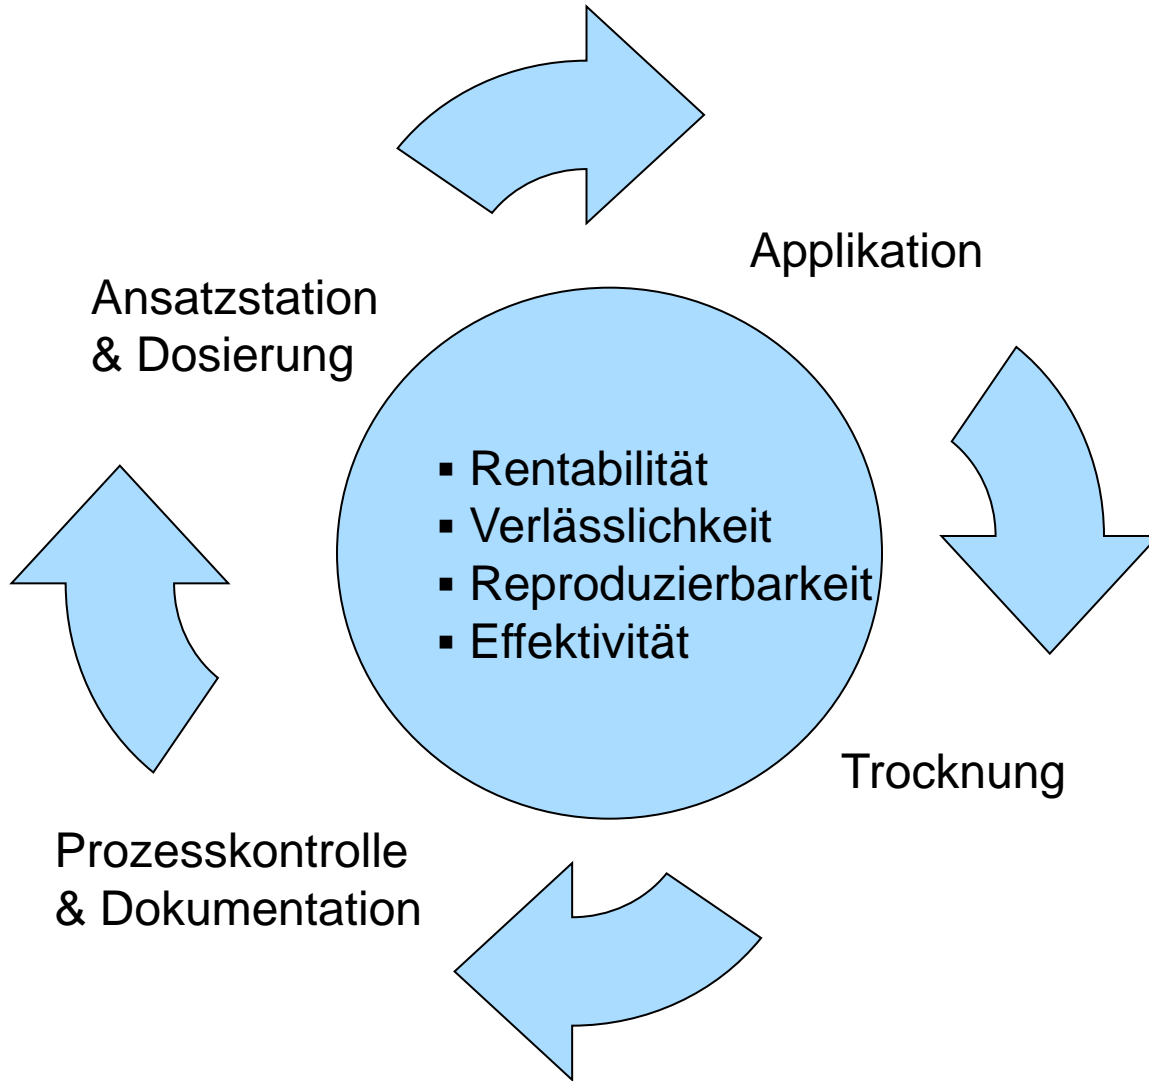 Applikation
Ansatzstation
& Dosierung
▪ Rentabilität
▪ Verlässlichkeit
▪ Reproduzierbarkeit
▪ Effektivität
Trocknung
Prozesskontrolle
& Dokumentation